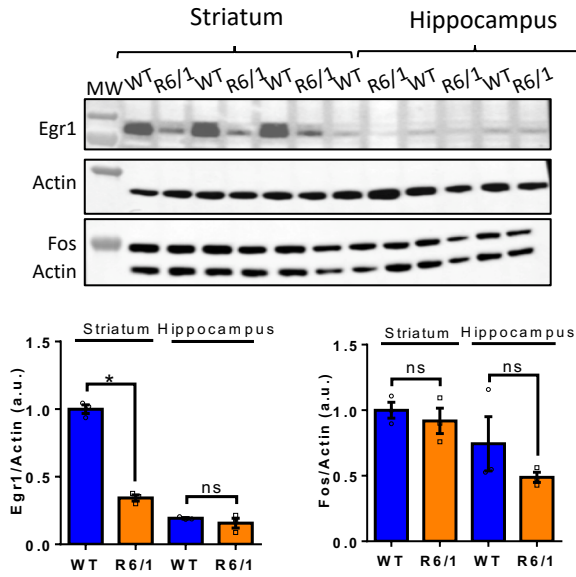 Striatum Hippocampus
MW WT R6/1 WT R6/1 WT R6/1 WT R6/1 WT R6/1 WT R6/1
Egr1
Actin
Fos
Actin
Striatum Hippocampus
1.5
1.0
0.5
0.0
Egr1/Actin (a.u.)
*
ns
WT R6/1 WT R6/1
Striatum Hippocampus
1.5
1.0
0.5
0.0
Fos/Actin (a.u.)
ns
ns
WT R6/1 WT R6/1